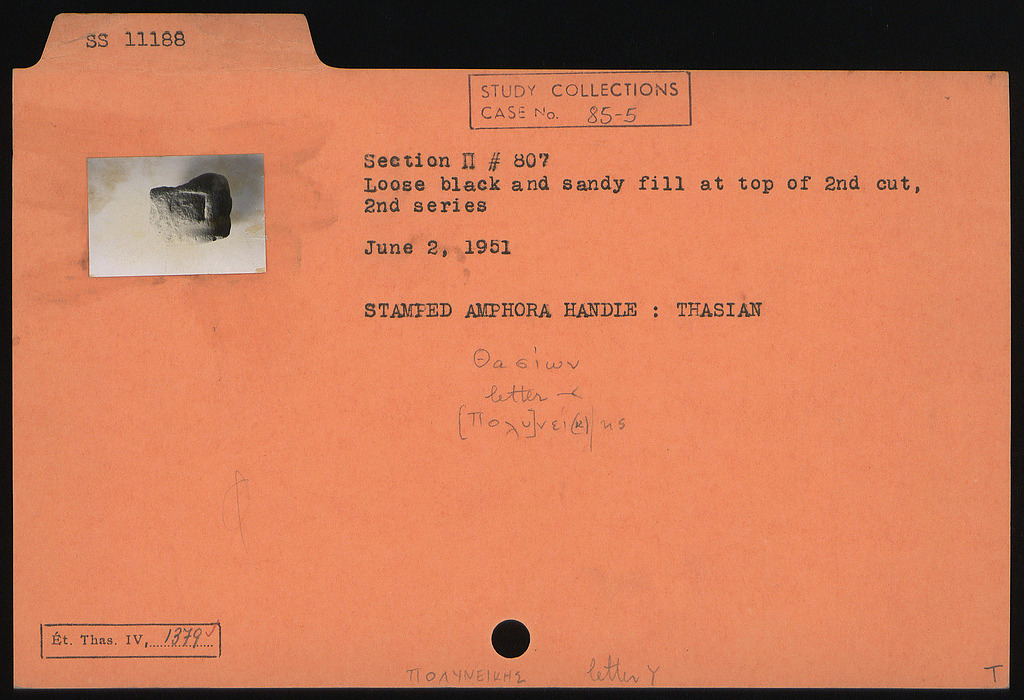 SS 11188
STUDY COLLECTIONS
CASE No. 85-5
Section Π # 807
Loose black and sandy fill at top of 2nd cut,
2nd series
June 2, 1951
STAMPED AMPHORA HANDLE : THASIAN
Θασίων
letter
[Πολυ]νεί(κ)|ης
Ét. Thas. IV, 1379
ΠΟΛΥΝΕΙΚΗΣ letter Υ
T